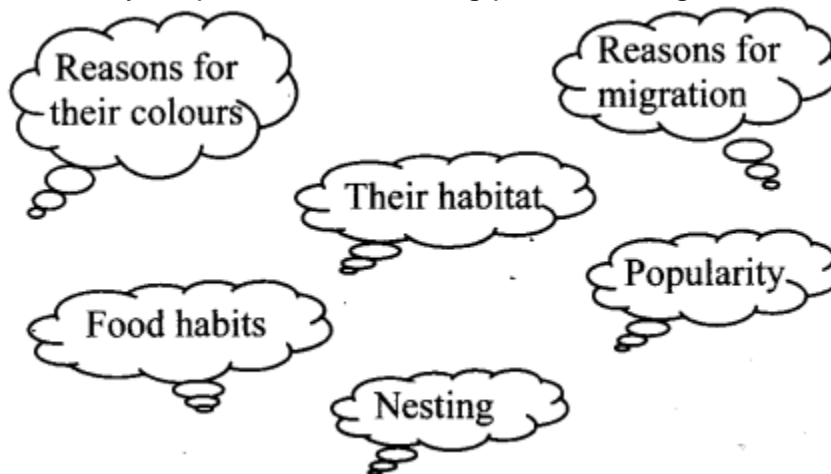 Reasons for
their colours
Reasons for
migration
Their habitat
Popularity
Food habits
Nesting